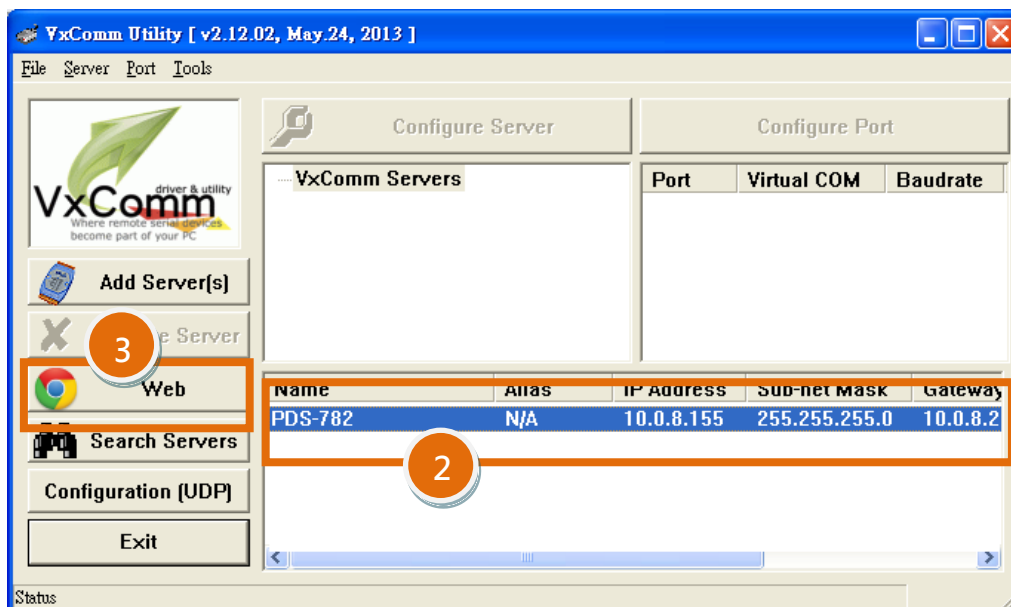 VxComm Utility [ v2.12.02, May.24, 2013 ]
File Server Port Tools
VxComm
driver & utility
Where remote serial devices
become part of your PC
Configure Server
Configure Port
VxComm Servers
Port Virtual COM Baudrate
Add Server(s)
3
e Server
Web
Search Servers
Configuration (UDP)
Exit
Name Alias IP Address Sub-net Mask Gateway
PDS-782 N/A 10.0.8.155 255.255.255.0 10.0.8.2
2
Status